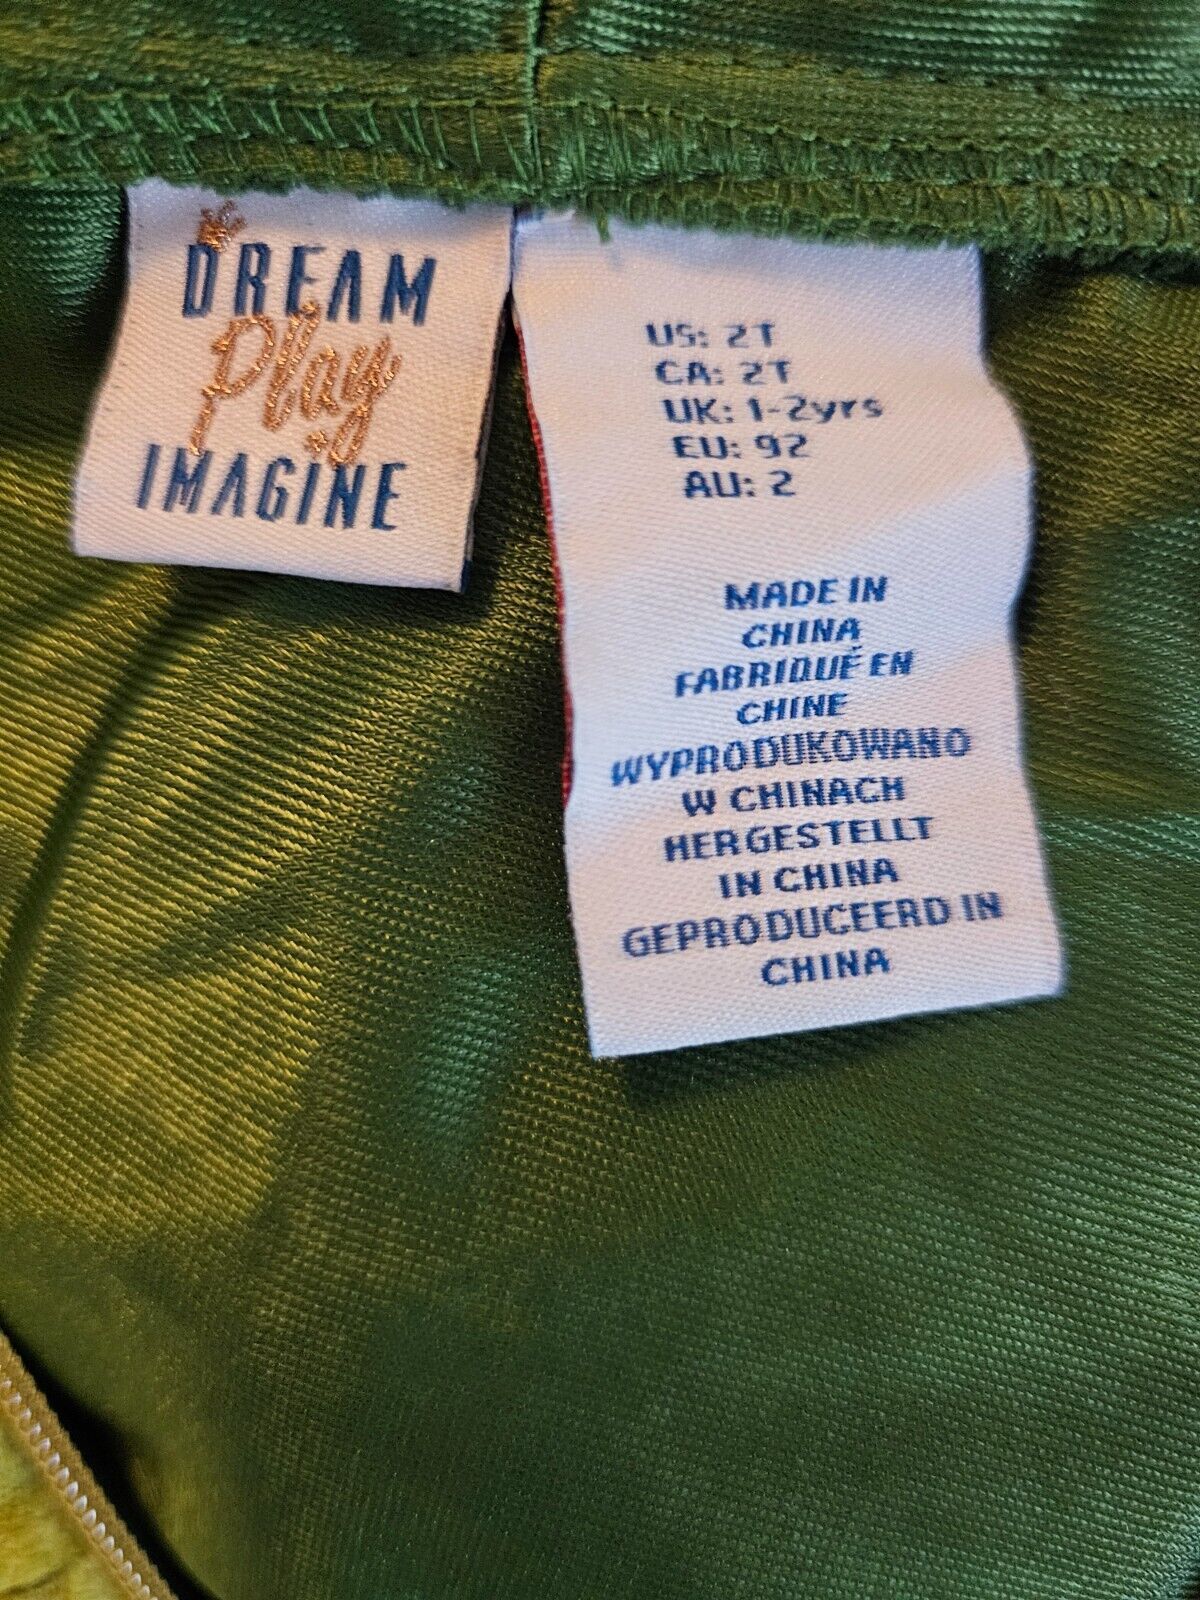 DREAM
Play
IMAGINE
US: 2T
CA: 2T
UK: 1-2yrs
EU: 92
AU: 2
MADE IN
CHINA
FABRIQUÉ EN
CHINE
WYPRODUKOWANO
W CHINACH
HERGESTELLT
IN CHINA
GEPRODUCEERD IN
CHINA